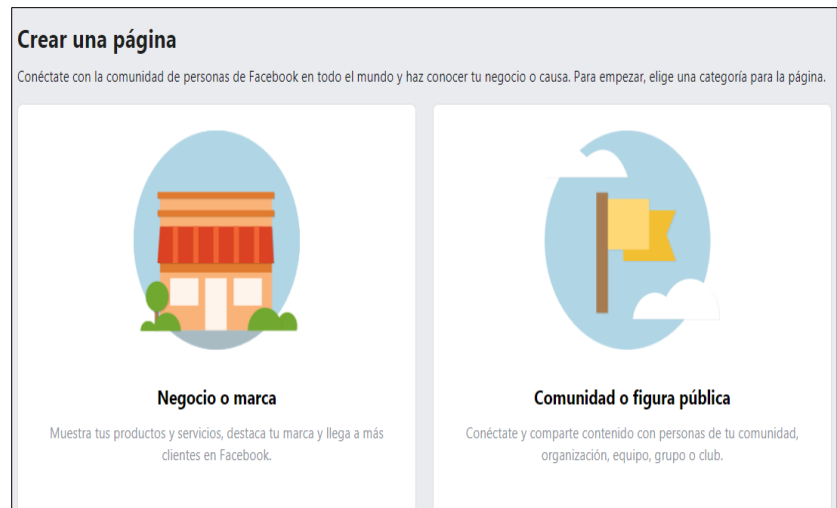 Crear una página
Conéctate con la comunidad de personas de Facebook en todo el mundo y haz conocer tu negocio o causa. Para empezar, elige una categoría para la página.
Negocio o marca
Muestra tus productos y servicios, destaca tu marca y llega a más
clientes en Facebook.
Comunidad o figura pública
Conéctate y comparte contenido con personas de tu comunidad,
organización, equipo, grupo o club.